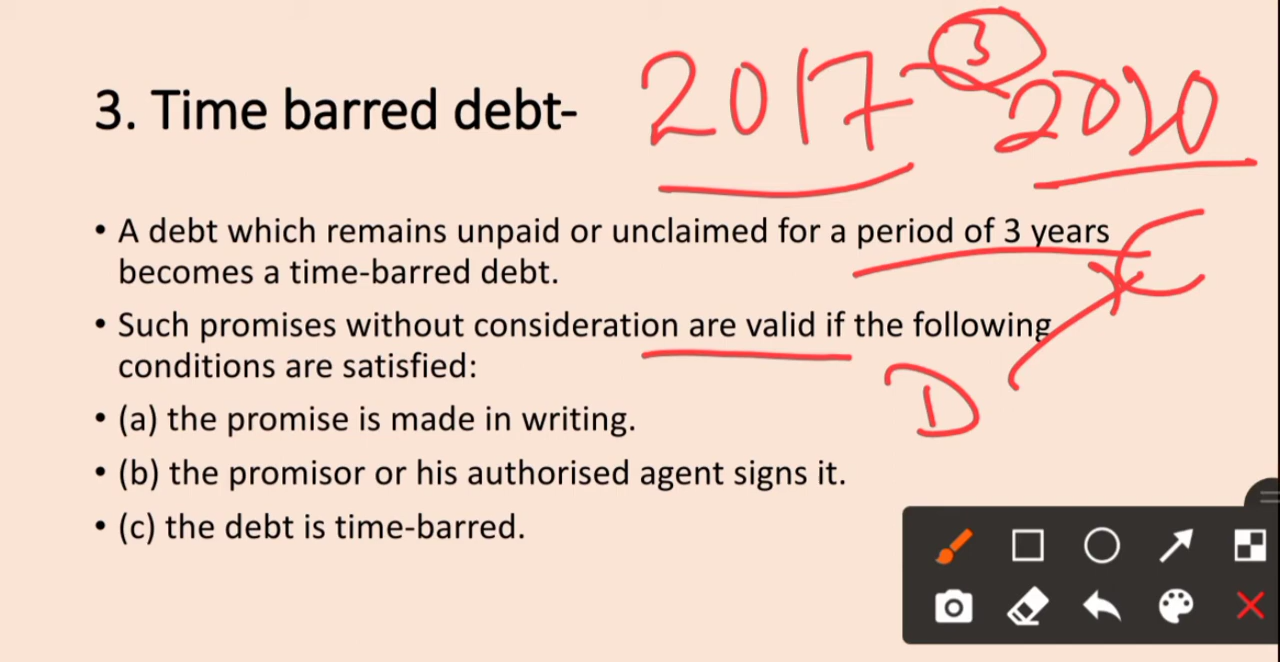 3. Time barred debt-
2017 3 2020
• A debt which remains unpaid or unclaimed for a period of 3 years
becomes a time-barred debt.
C
• Such promises without consideration are valid if the following
conditions are satisfied:
D
• (a) the promise is made in writing.
• (b) the promisor or his authorised agent signs it.
• (c) the debt is time-barred.